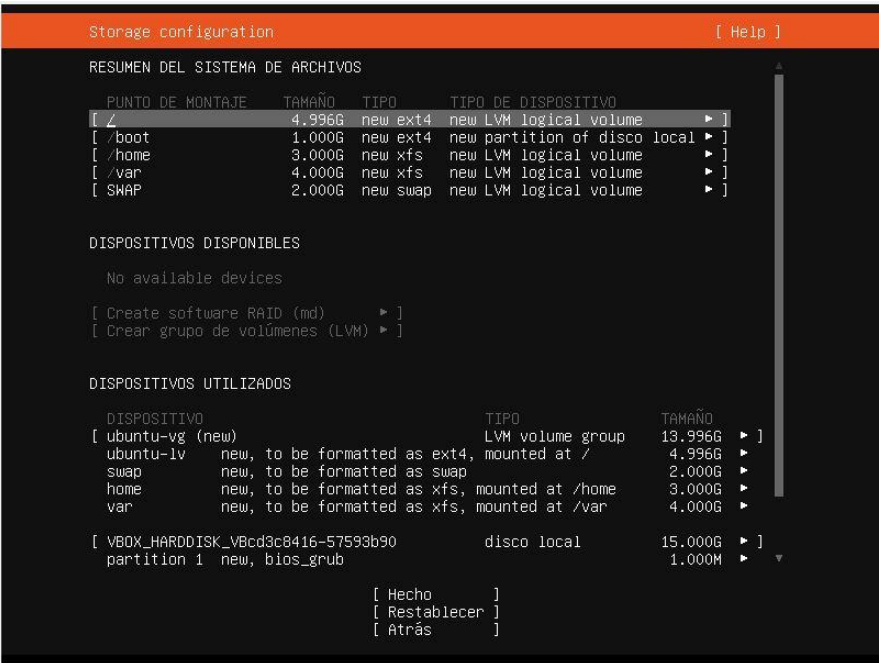 Storage configuration [ Help ]
RESUMEN DEL SISTEMA DE ARCHIVOS
PUNTO DE MONTAJE TAMAÑO TIPO TIPO DE DISPOSITIVO
[ / 4.996G new ext4 new LVM logical volume ▸ ]
[ /boot 1.000G new ext4 new partition of disco local ▸ ]
[ /home 3.000G new xfs new LVM logical volume ▸ ]
[ /var 4.000G new xfs new LVM logical volume ▸ ]
[ SWAP 2.000G new swap new LVM logical volume ▸ ]
DISPOSITIVOS DISPONIBLES
No available devices
[ Create software RAID (md) ▸ ]
[ Crear grupo de volúmenes (LVM) ▸ ]
DISPOSITIVOS UTILIZADOS
DISPOSITIVO TIPO TAMAÑO
[ ubuntu-vg (new) LVM volume group 13.996G ▸ ]
ubuntu-lv new, to be formatted as ext4, mounted at / 4.996G ▸
swap new, to be formatted as swap 2.000G ▸
home new, to be formatted as xfs, mounted at /home 3.000G ▸
var new, to be formatted as xfs, mounted at /var 4.000G ▸
[ VBOX_HARDDISK_VBcd3c8416-57593b90 disco local 15.000G ▸ ]
partition 1 new, bios_grub 1.000M ▸
[ Hecho ]
[ Restablecer ]
[ Atrás ]